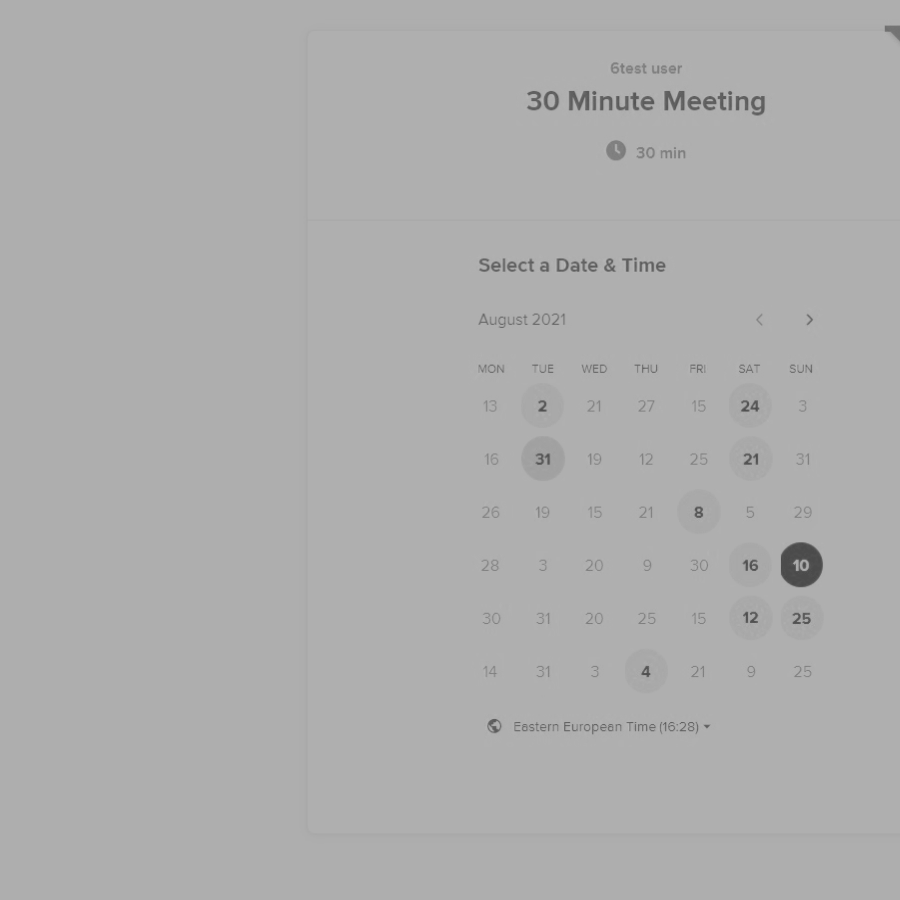 6test user
30 Minute Meeting
30 min
Select a Date & Time
August 2021
MON TUE WED THU FRI SAT SUN
13 2 21 27 15 24 3
16 31 19 12 25 21 31
26 19 15 21 8 5 29
28 3 20 9 30 16 10
30 31 20 25 15 12 25
14 31 3 4 21 9 25
Eastern European Time (16:28)